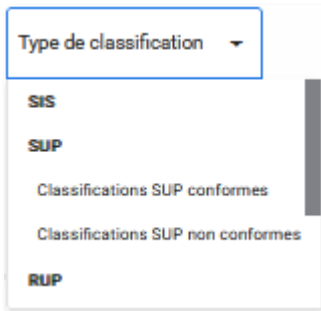 Type de classification
SIS
SUP
Classifications SUP conformes
Classifications SUP non conformes
RUP